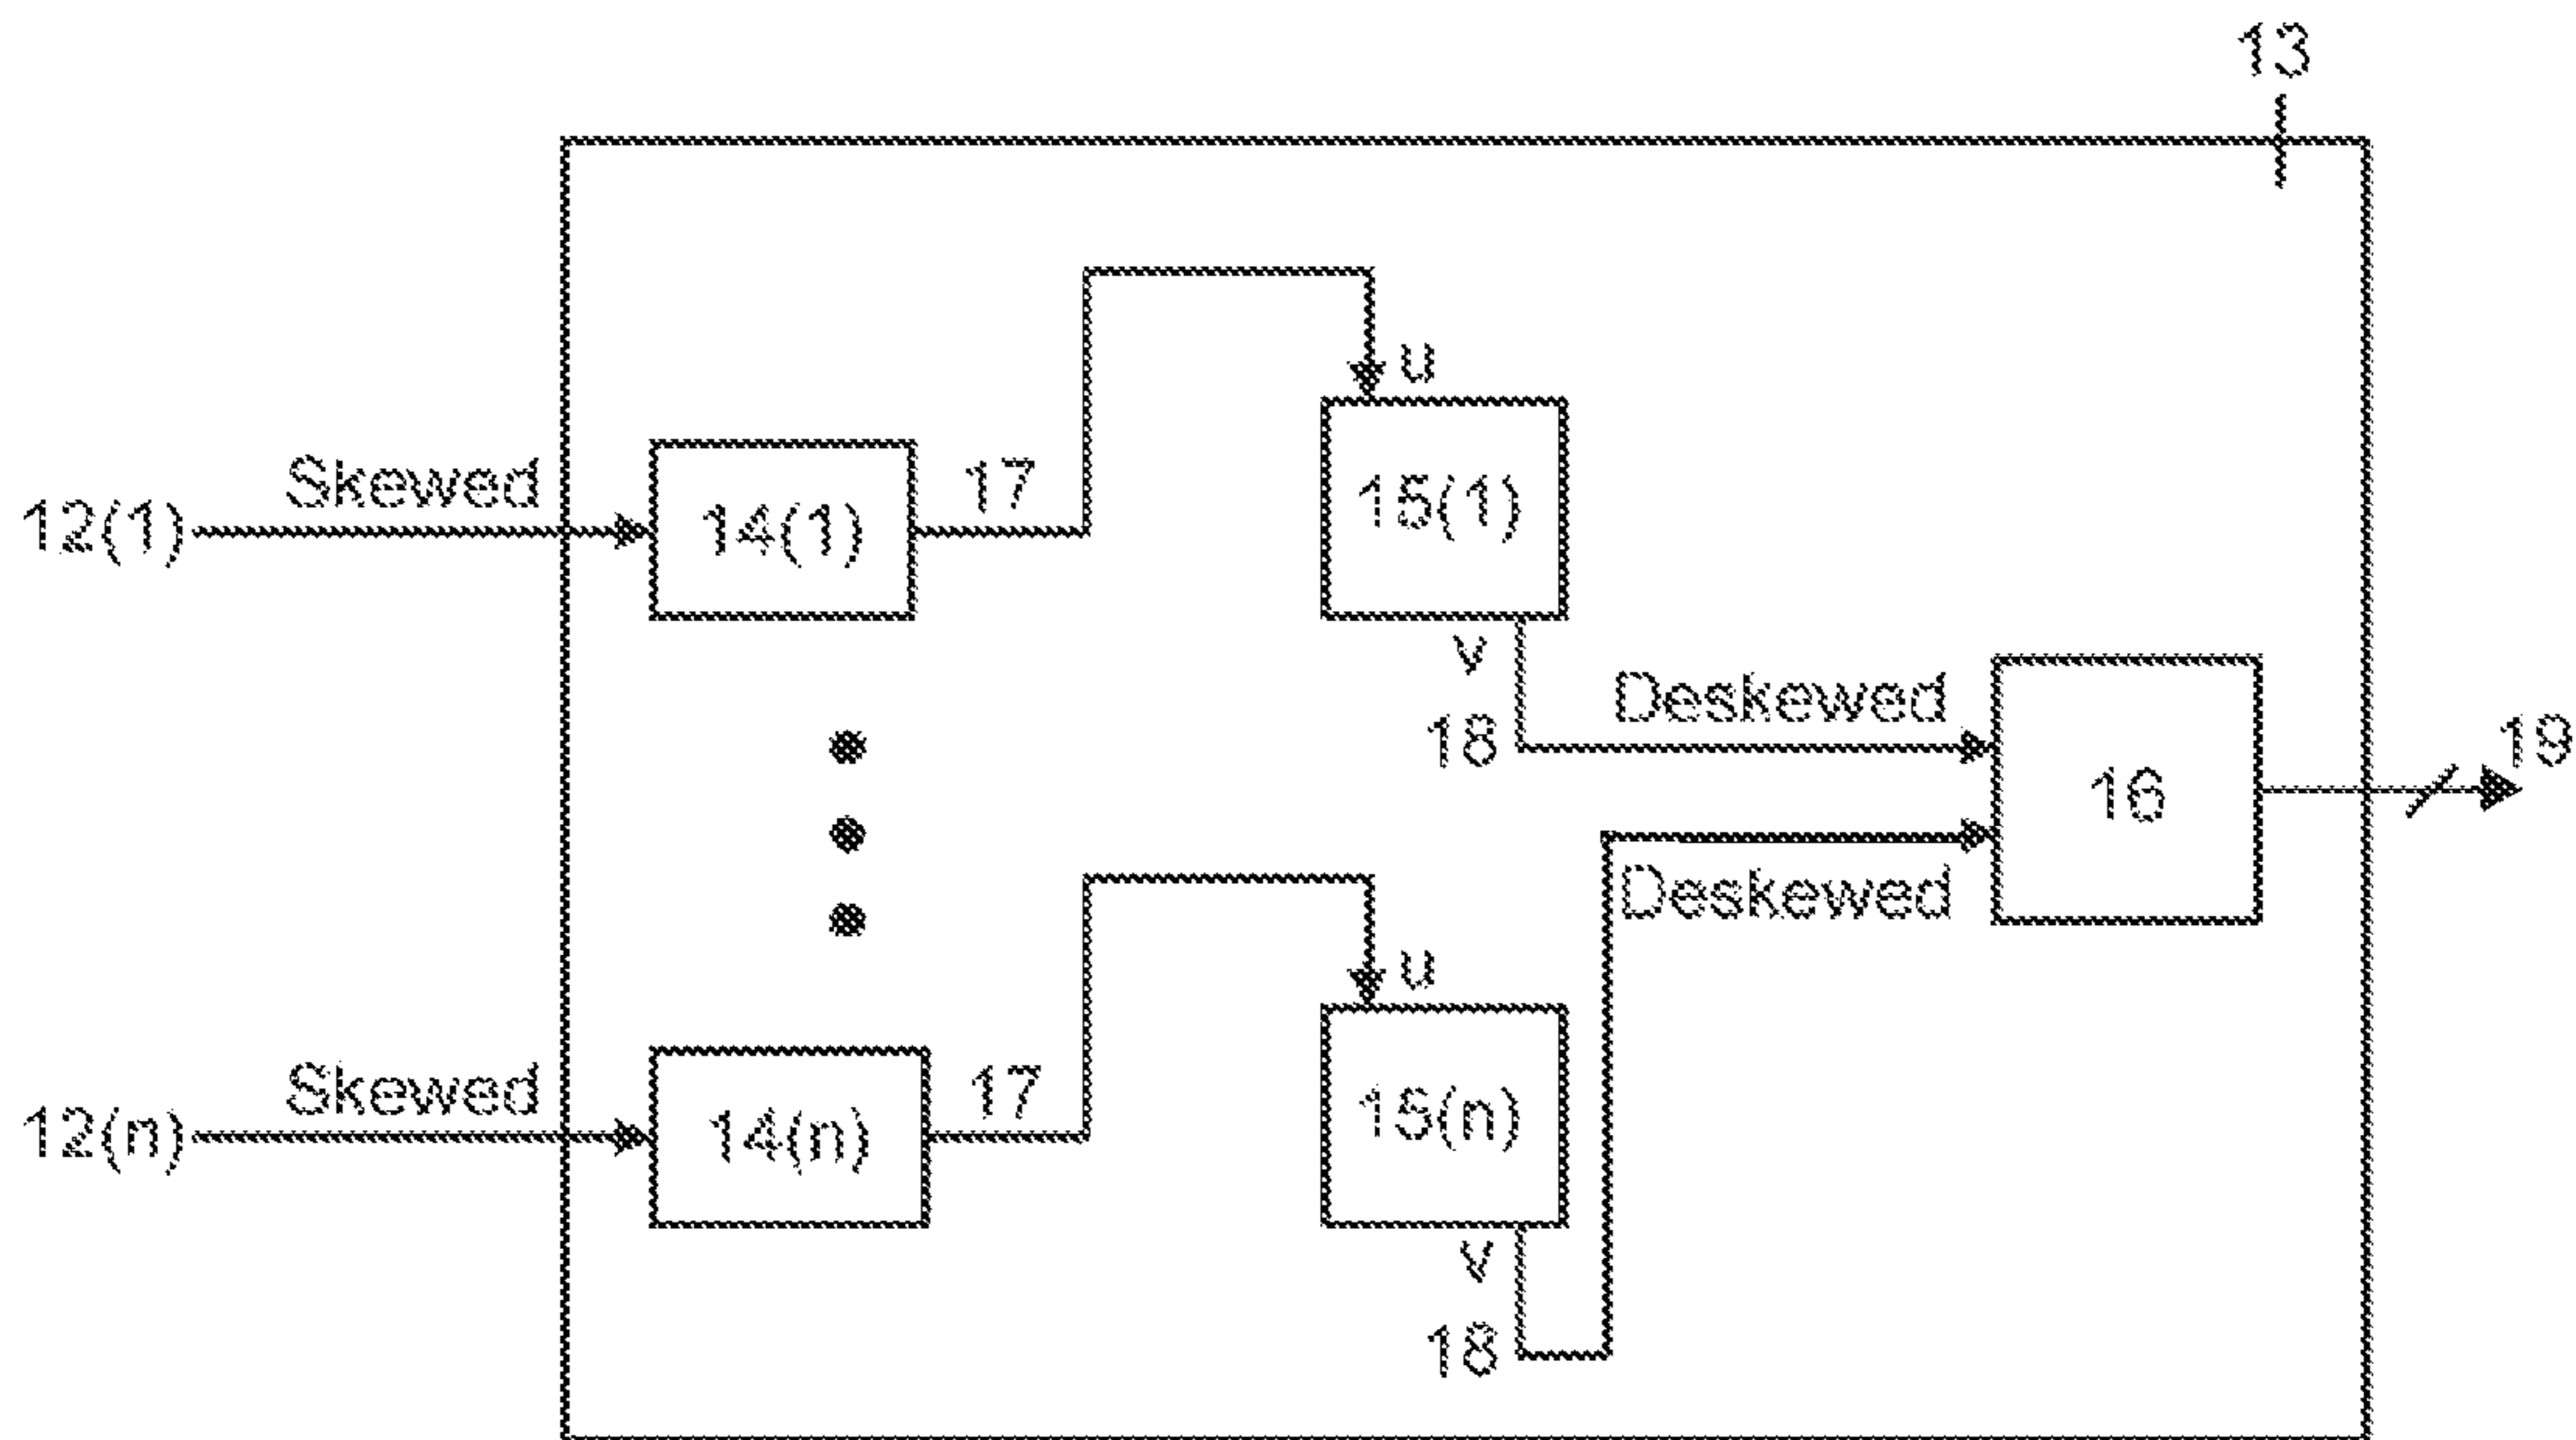 13
u
Skewed
17
12(1)
14(1)
15(1)
v
Deskewed
18
19
16
Deskewed
u
Skewed
17
12(n)
14(n)
15(n)
v
18